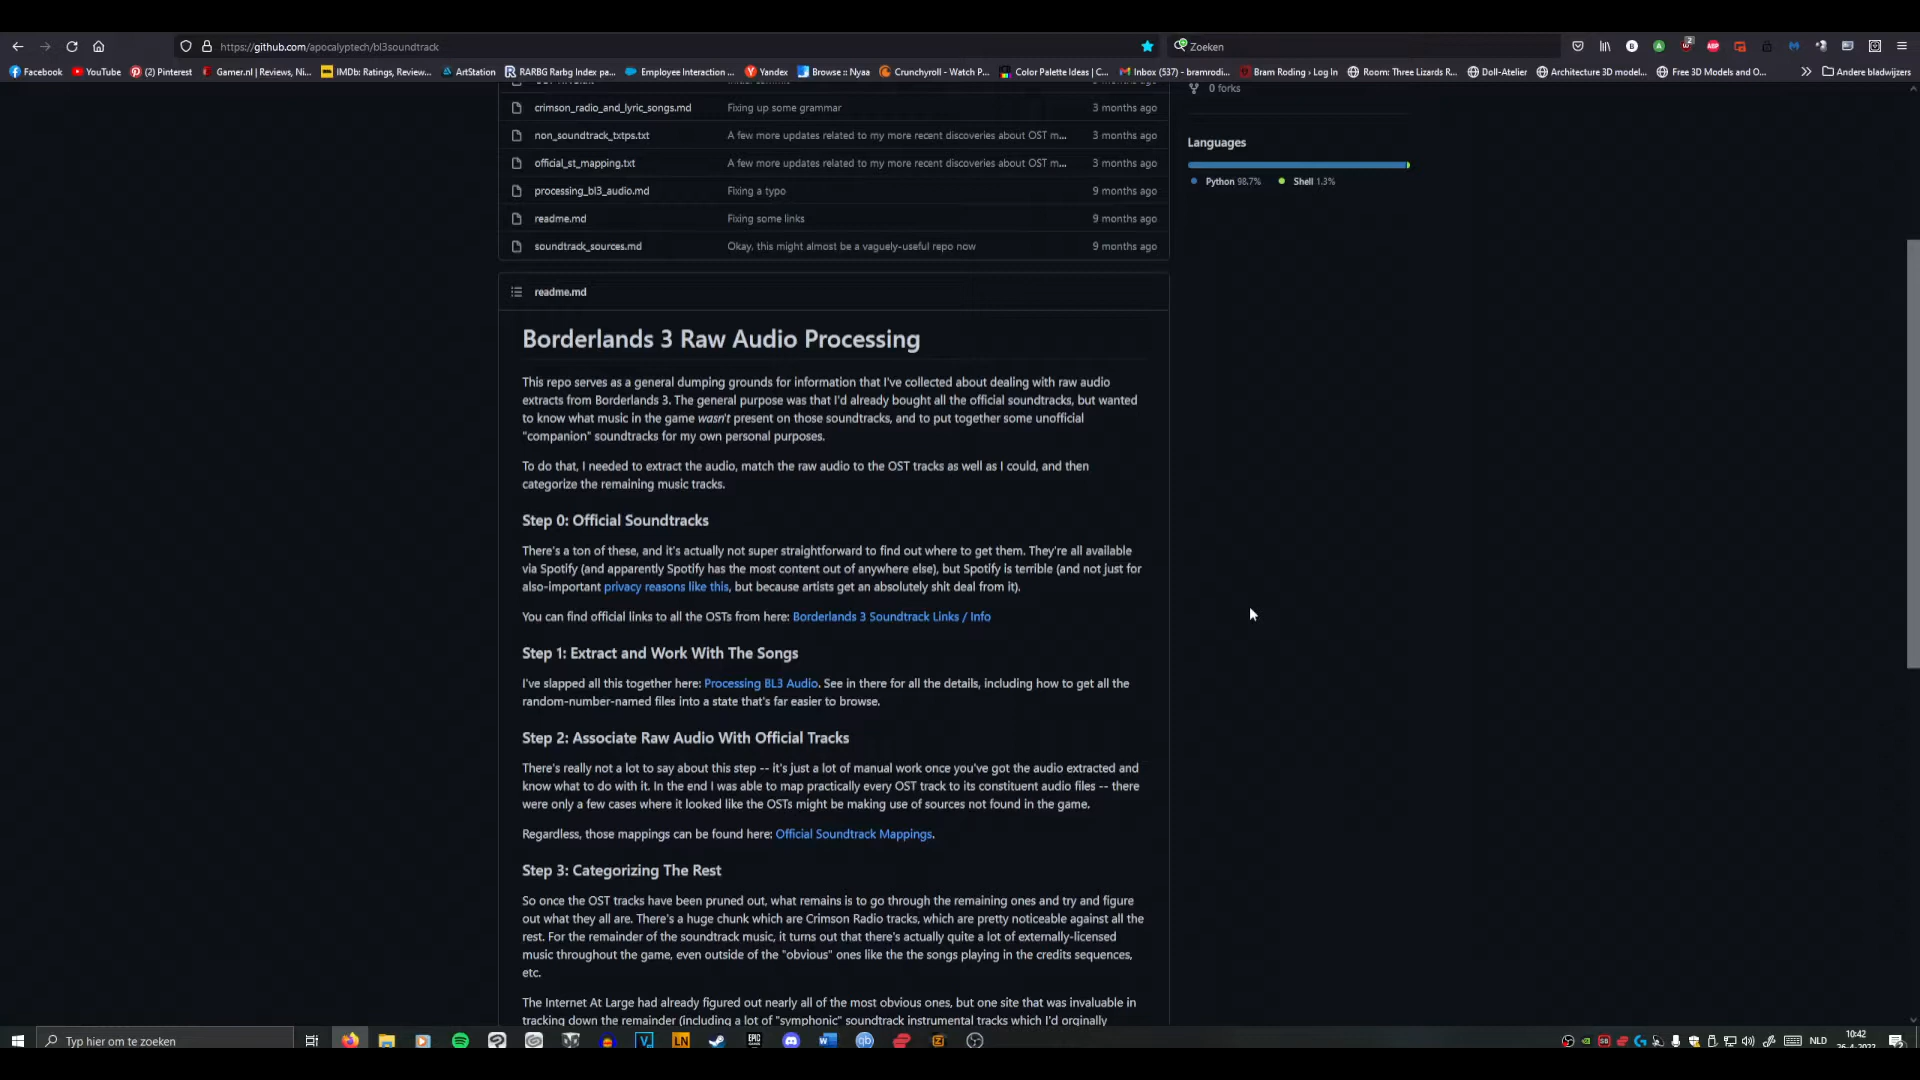 https://github.com/apocalyptech/bl3soundtrack
Zoeken
Facebook YouTube (2) Pinterest Gamer.nl | Reviews, Ni... IMDb: Ratings, Review... ArtStation RARBG Rarbg Index pa... Employee Interaction ... Yandex Browse :: Nyaa Crunchyroll - Watch P... Color Palette Ideas | C... Inbox (537) - bramrodi... Bram Roding › Log In Room: Three Lizards R... Doll-Atelier Architecture 3D model... Free 3D Models and O... Andere bladwijzers
0 forks
crimson_radio_and_lyric_songs.md Fixing up some grammar 3 months ago
non_soundtrack_txtps.txt A few more updates related to my more recent discoveries about OST m... 3 months ago
official_st_mapping.txt A few more updates related to my more recent discoveries about OST m... 3 months ago
processing_bl3_audio.md Fixing a typo 9 months ago
readme.md Fixing some links 9 months ago
soundtrack_sources.md Okay, this might almost be a vaguely-useful repo now 9 months ago
Languages
Python 98.7% Shell 1.3%
readme.md
Borderlands 3 Raw Audio Processing
This repo serves as a general dumping grounds for information that I've collected about dealing with raw audio
extracts from Borderlands 3. The general purpose was that I'd already bought all the official soundtracks, but wanted
to know what music in the game wasn't present on those soundtracks, and to put together some unofficial
"companion" soundtracks for my own personal purposes.
To do that, I needed to extract the audio, match the raw audio to the OST tracks as well as I could, and then
categorize the remaining music tracks.
Step 0: Official Soundtracks
There's a ton of these, and it's actually not super straightforward to find out where to get them. They're all available
via Spotify (and apparently Spotify has the most content out of anywhere else), but Spotify is terrible (and not just for
also-important privacy reasons like this, but because artists get an absolutely shit deal from it).
You can find official links to all the OSTs from here: Borderlands 3 Soundtrack Links / Info
Step 1: Extract and Work With The Songs
I've slapped all this together here: Processing BL3 Audio. See in there for all the details, including how to get all the
random-number-named files into a state that's far easier to browse.
Step 2: Associate Raw Audio With Official Tracks
There's really not a lot to say about this step -- it's just a lot of manual work once you've got the audio extracted and
know what to do with it. In the end I was able to map practically every OST track to its constituent audio files -- there
were only a few cases where it looked like the OSTs might be making use of sources not found in the game.
Regardless, those mappings can be found here: Official Soundtrack Mappings.
Step 3: Categorizing The Rest
So once the OST tracks have been pruned out, what remains is to go through the remaining ones and try and figure
out what they all are. There's a huge chunk which are Crimson Radio tracks, which are pretty noticeable against all the
rest. For the remainder of the soundtrack music, it turns out that there's actually quite a lot of externally-licensed
music throughout the game, even outside of the "obvious" ones like the the songs playing in the credits sequences,
etc.
The Internet At Large had already figured out nearly all of the most obvious ones, but one site that was invaluable in
tracking down the remainder (including a lot of "symphonic" soundtrack instrumental tracks which I'd orginally
Typ hier om te zoeken
NLD
10:42
26-4-2022